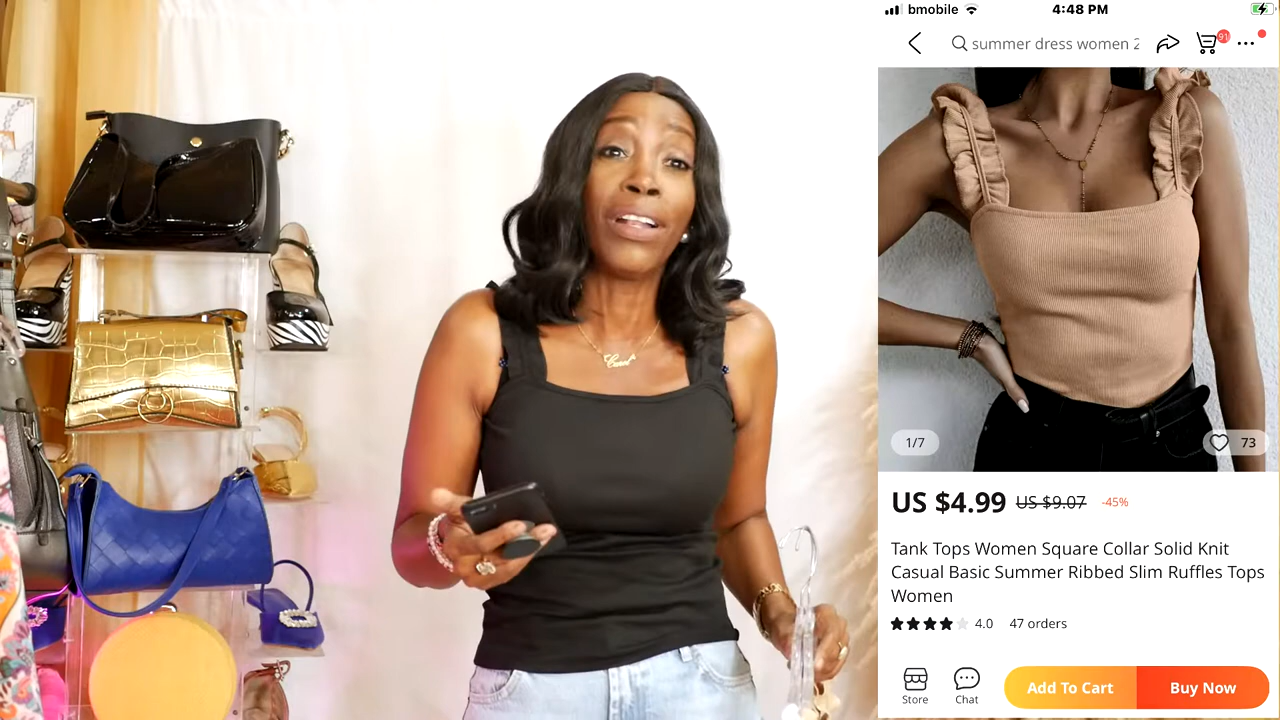 bmobile
4:48 PM
summer dress women 2
91
1/7
73
US $4.99 US $9.07 -45%
Tank Tops Women Square Collar Solid Knit
Casual Basic Summer Ribbed Slim Ruffles Tops
Women
4.0 47 orders
Store
Chat
Add To Cart
Buy Now